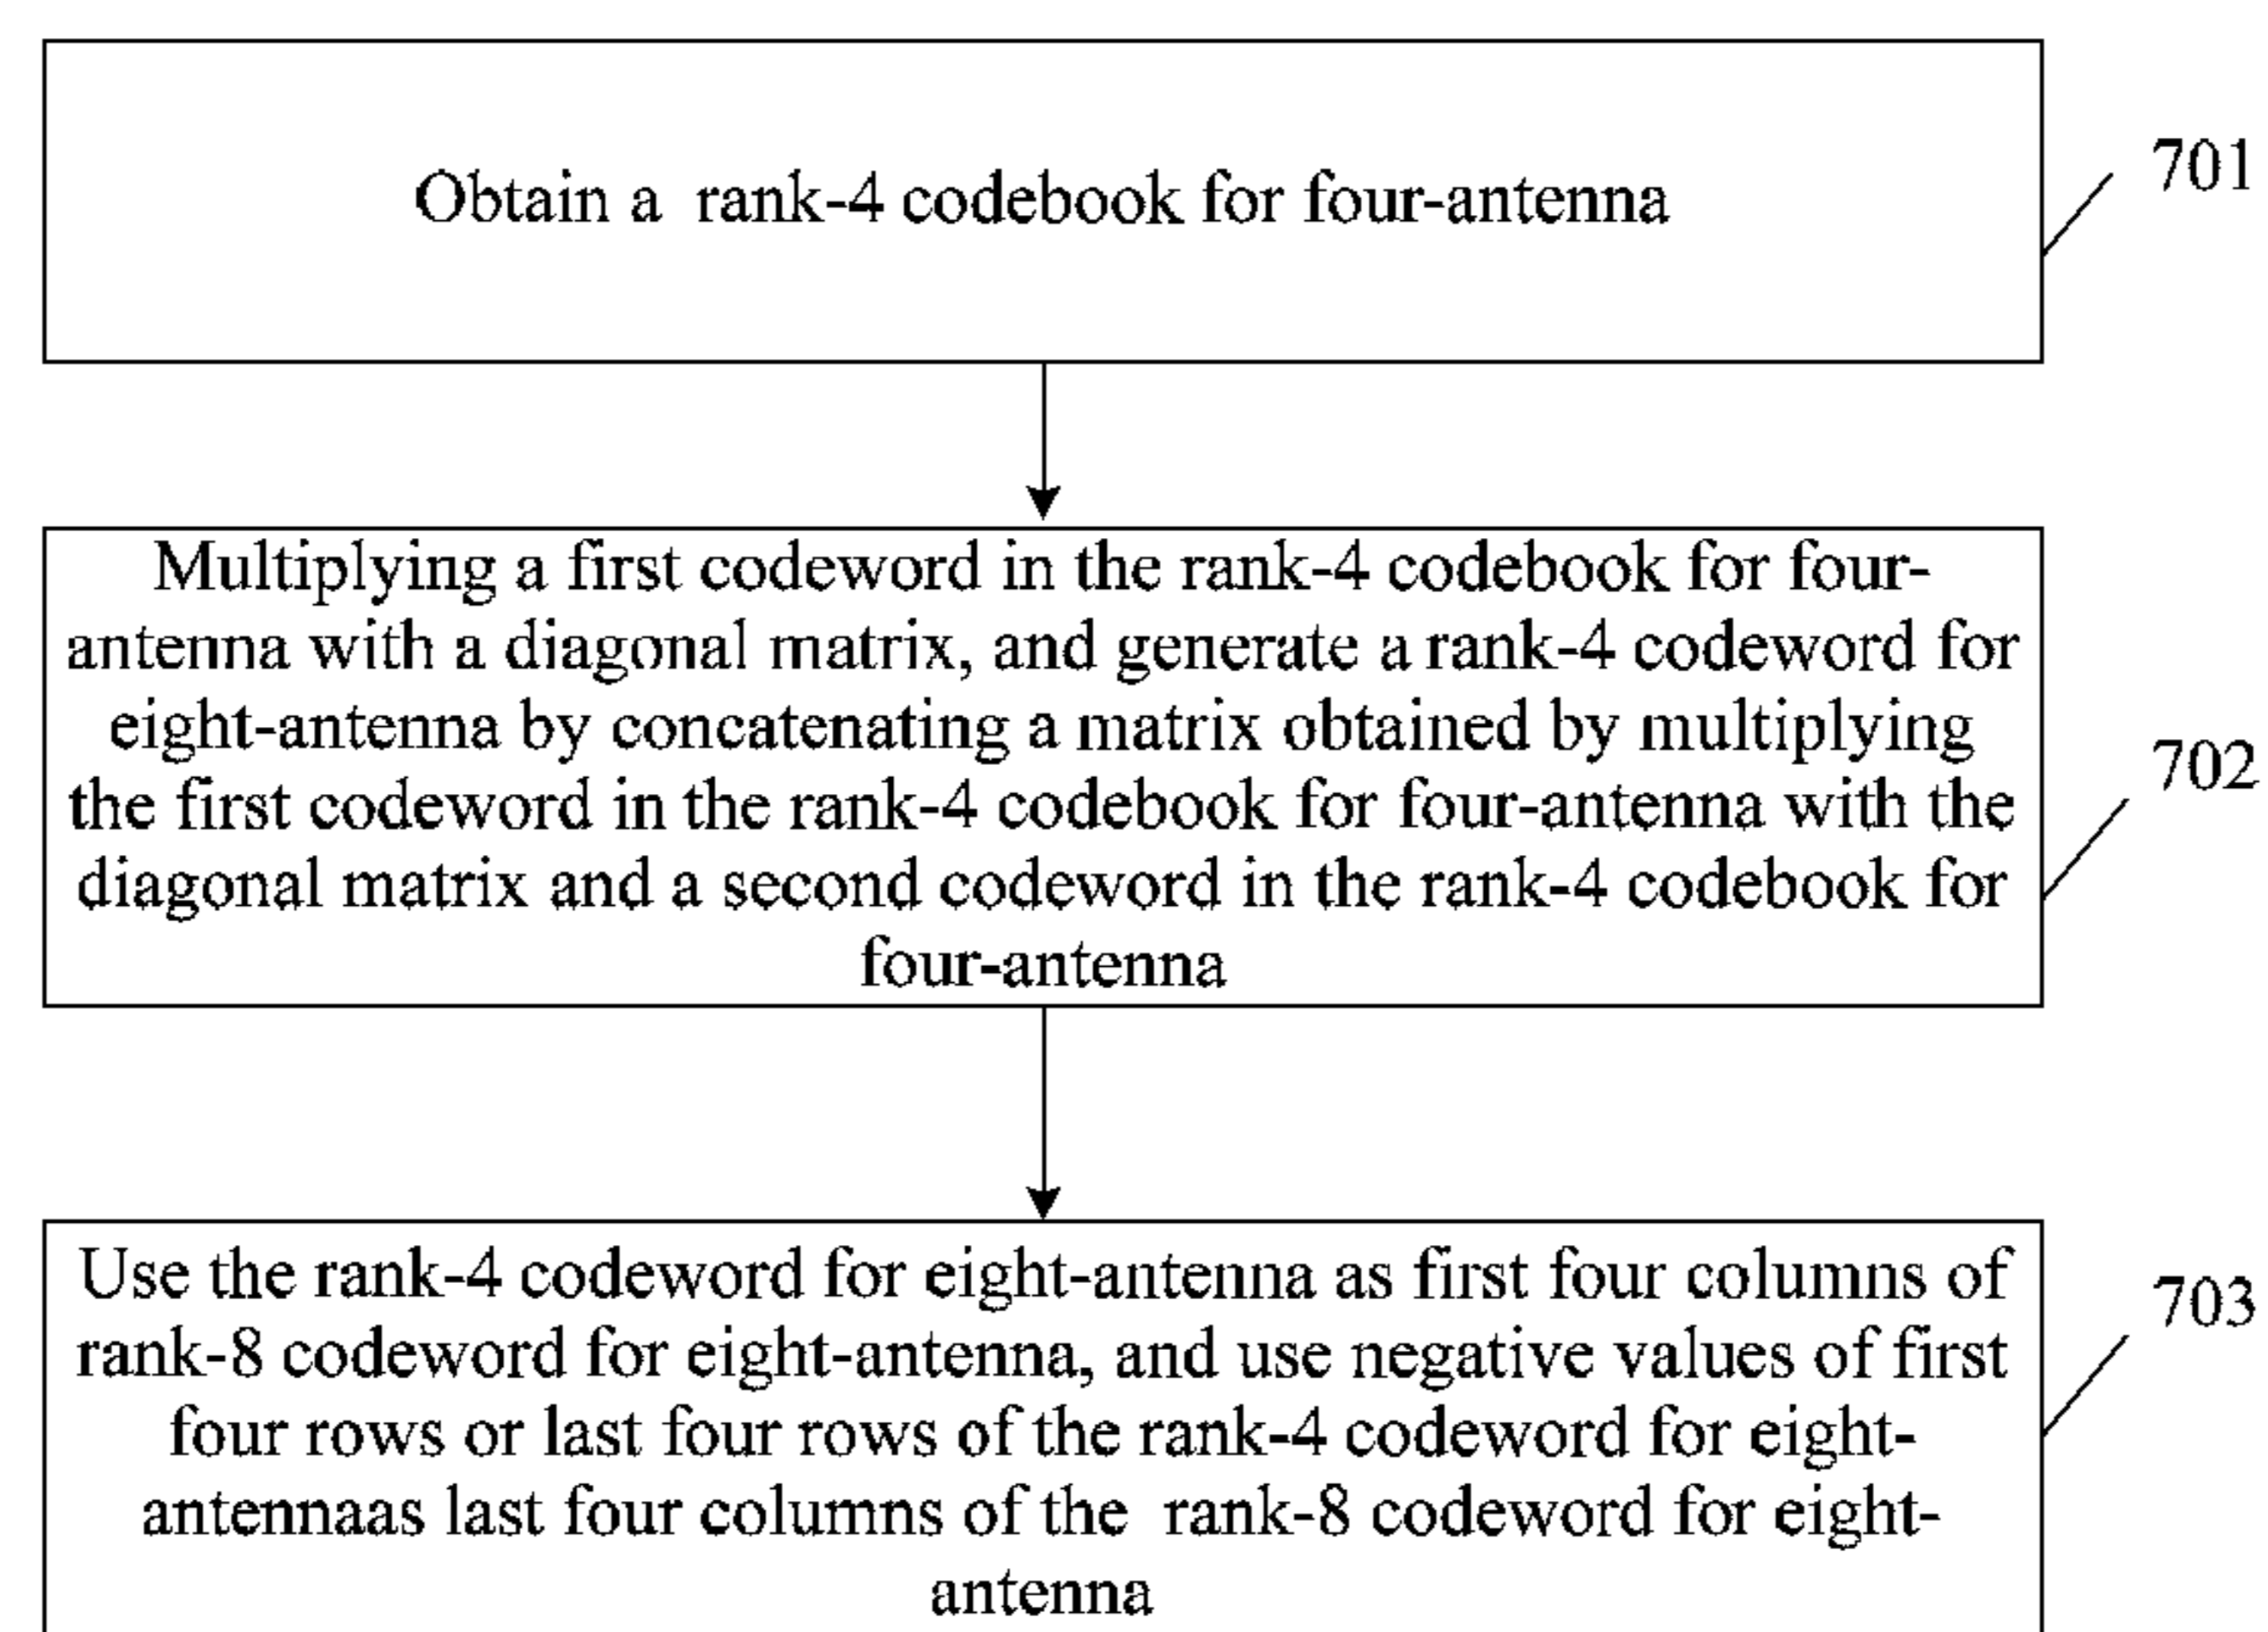 Obtain a rank-4 codebook for four-antenna
701
Multiplying a first codeword in the rank-4 codebook for four-
antenna with a diagonal matrix, and generate a rank-4 codeword for
eight-antenna by concatenating a matrix obtained by multiplying
the first codeword in the rank-4 codebook for four-antenna with the
diagonal matrix and a second codeword in the rank-4 codebook for
four-antenna
702
Use the rank-4 codeword for eight-antenna as first four columns of
rank-8 codeword for eight-antenna, and use negative values of first
four rows or last four rows of the rank-4 codeword for eight-
antennaas last four columns of the rank-8 codeword for eight-
antenna
703